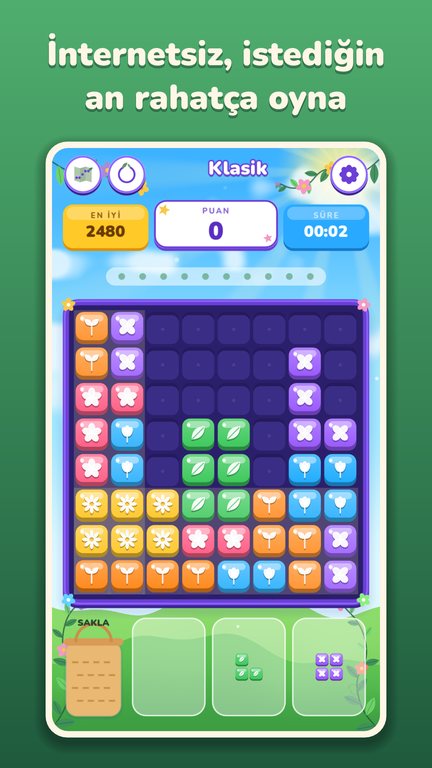 İnternetsiz, istediğin
an rahatça oyna
Klasik
EN İYİ
2480
PUAN
0
SÜRE
00:02
SAKLA